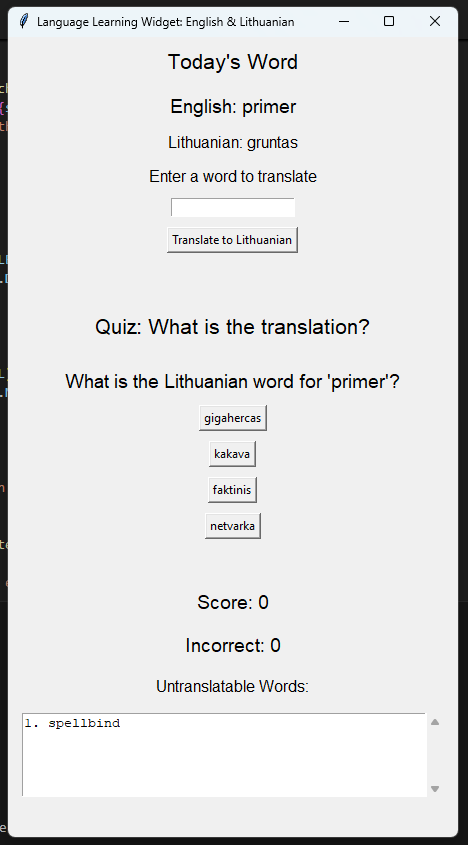 Language Learning Widget: English & Lithuanian
Today's Word
English: primer
Lithuanian: gruntas
Enter a word to translate
Translate to Lithuanian
Quiz: What is the translation?
What is the Lithuanian word for 'primer'?
gigahercas
kakava
faktinis
netvarka
Score: 0
Incorrect: 0
Untranslatable Words:
1. spellbind